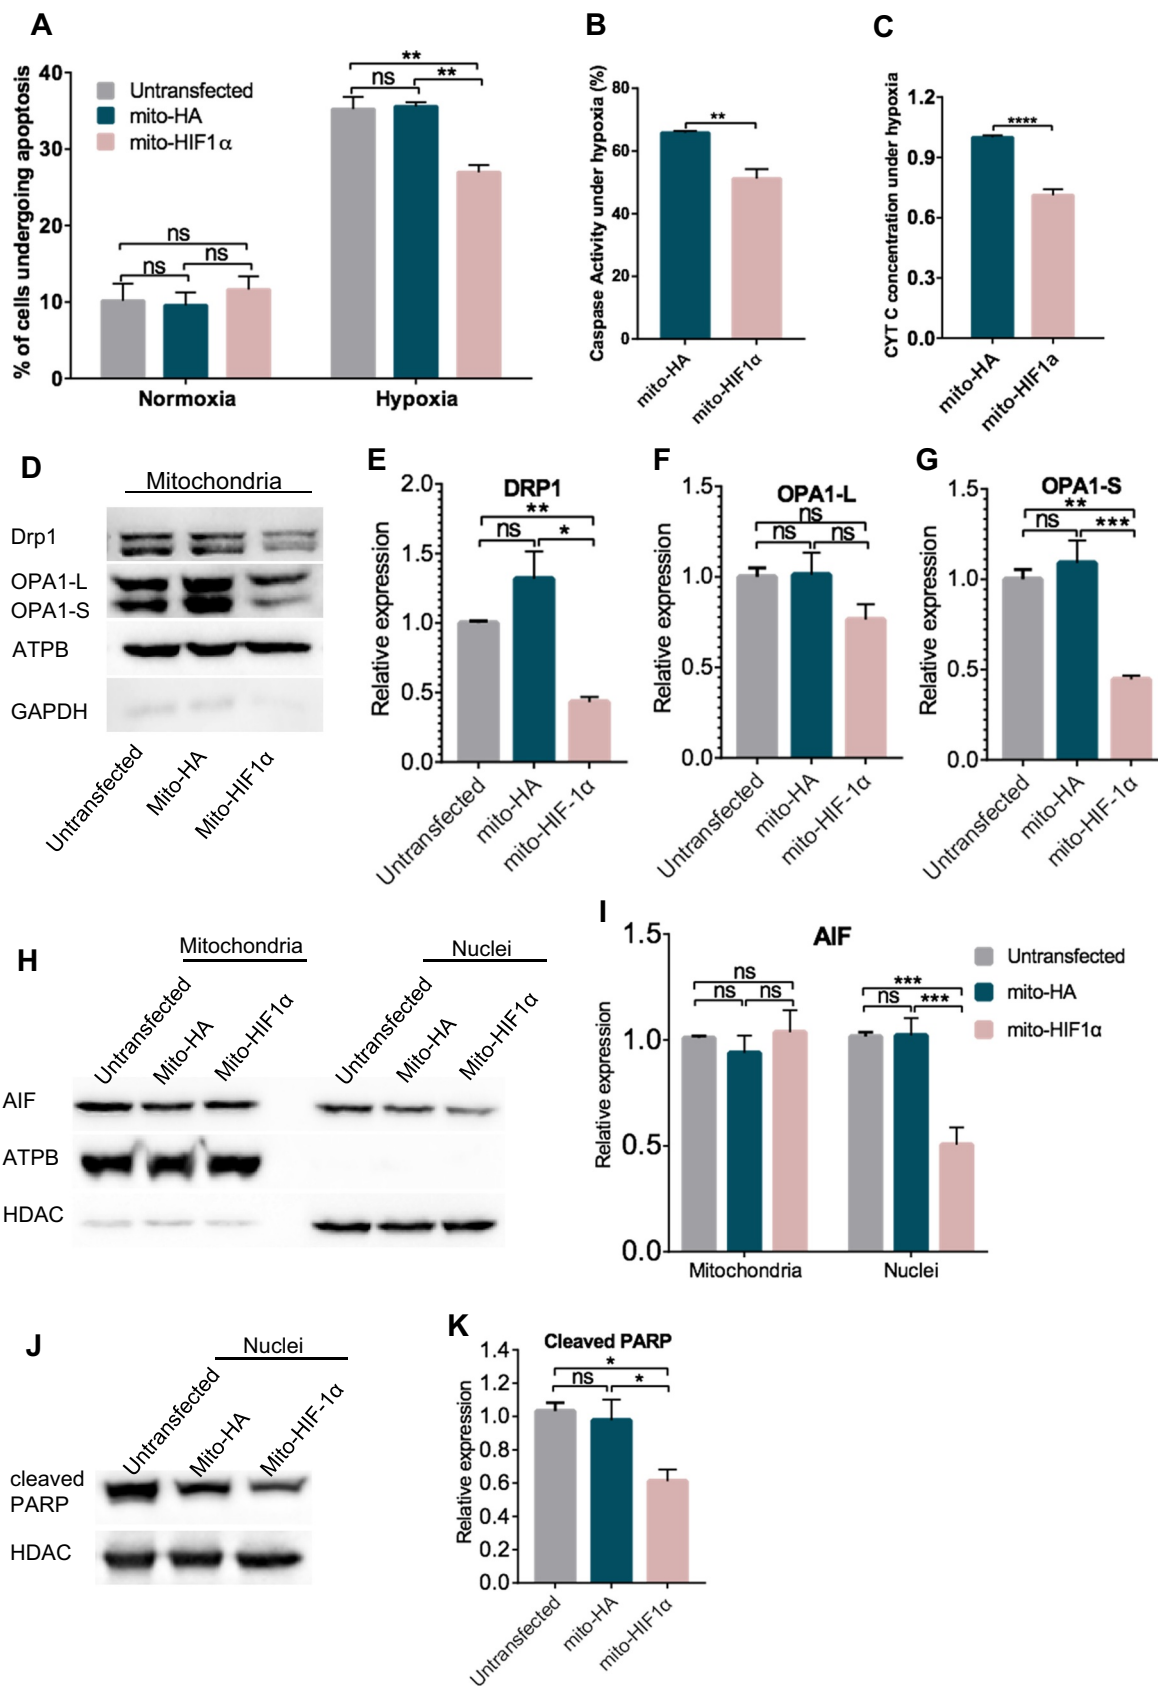 A
% of cells undergoing apoptosis
40
30
20
10
0
Untransfected
mito-HA
mito-HIF1α
ns
ns
ns
ns
**
**
Normoxia
Hypoxia
B
Caspase Activity under hypoxia (%)
80
60
40
20
0
**
mito-HA
mito-HIF1α
C
CYT C concentration under hypoxia
1.2
0.9
0.6
0.3
0.0
****
mito-HA
mito-HIF1a
D
Mitochondria
Drp1
OPA1-L
OPA1-S
ATPB
GAPDH
Untransfected
Mito-HA
Mito-HIF1α
E
DRP1
Relative expression
2.0
1.5
1.0
0.5
0.0
**
ns
*
Untransfected
mito-HA
mito-HIF-1α
F
OPA1-L
Relative expression
1.5
1.0
0.5
0.0
ns
ns
ns
Untransfected
mito-HA
mito-HIF-1α
G
OPA1-S
Relative expression
1.5
1.0
0.5
0.0
**
ns
***
Untransfected
mito-HA
mito-HIF-1α
H
Mitochondria
Nuclei
Untransfected
Mito-HA
Mito-HIF1α
Untransfected
Mito-HA
Mito-HIF1α
AIF
ATPB
HDAC
I
AIF
Relative expression
1.5
1.0
0.5
0.0
ns
ns
ns
***
ns
***
Mitochondria
Nuclei
Untransfected
mito-HA
mito-HIF1α
J
Nuclei
Untransfected
Mito-HA
Mito-HIF-1α
cleaved
PARP
HDAC
K
Cleaved PARP
Relative expression
1.4
1.2
1.0
0.8
0.6
0.4
0.2
0.0
*
ns
*
Untransfected
mito-HA
mito-HIF1α